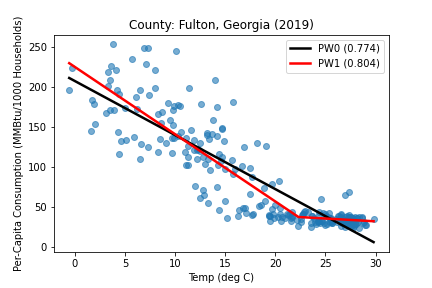 County: Fulton, Georgia (2019)
PW0 (0.774)
PW1 (0.804)
Per-Capita Consumption (MMBtu/1000 Households)
250
200
150
100
50
0
0 5 10 15 20 25 30
Temp (deg C)